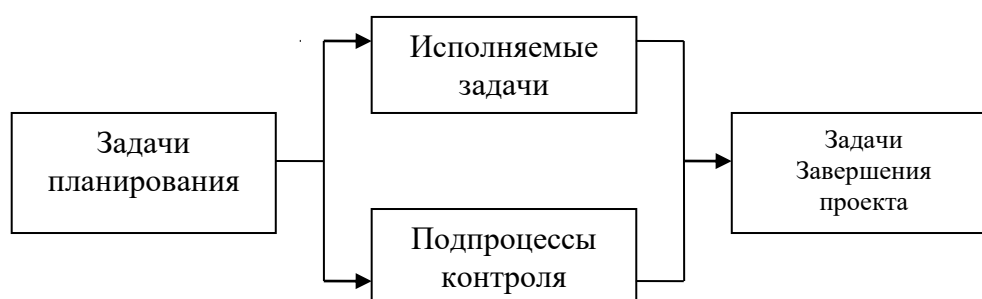 Исполняемые
задачи
Задачи
планирования
Задачи
Завершения
проекта
Подпроцессы
контроля